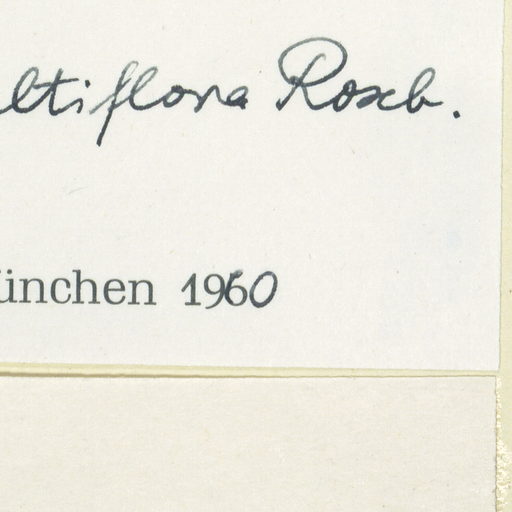 ltiflora Roxb.
ünchen 1960